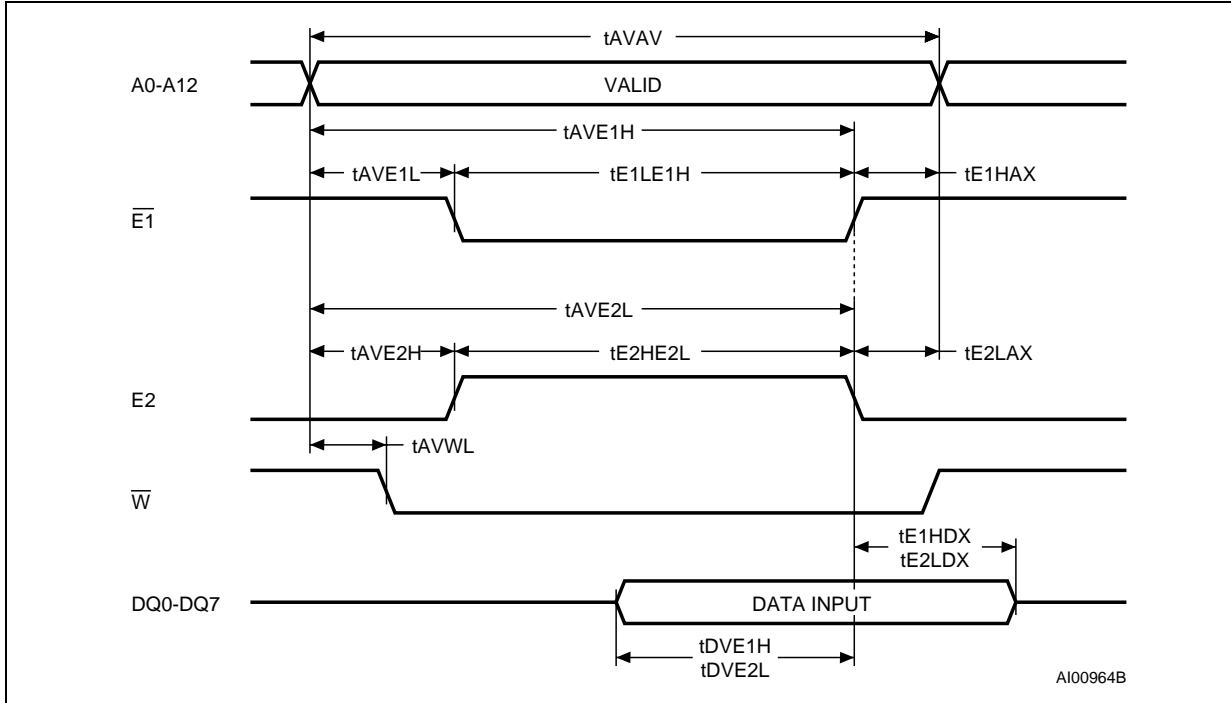 tAVAV
A0-A12 VALID
tAVE1H
tAVE1L tE1LE1H tE1HAX
E1
tAVE2L
tAVE2H tE2HE2L tE2LAX
E2
tAVWL
W
tE1HDX
tE2LDX
DQ0-DQ7 DATA INPUT
tDVE1H
tDVE2L
AI00964B